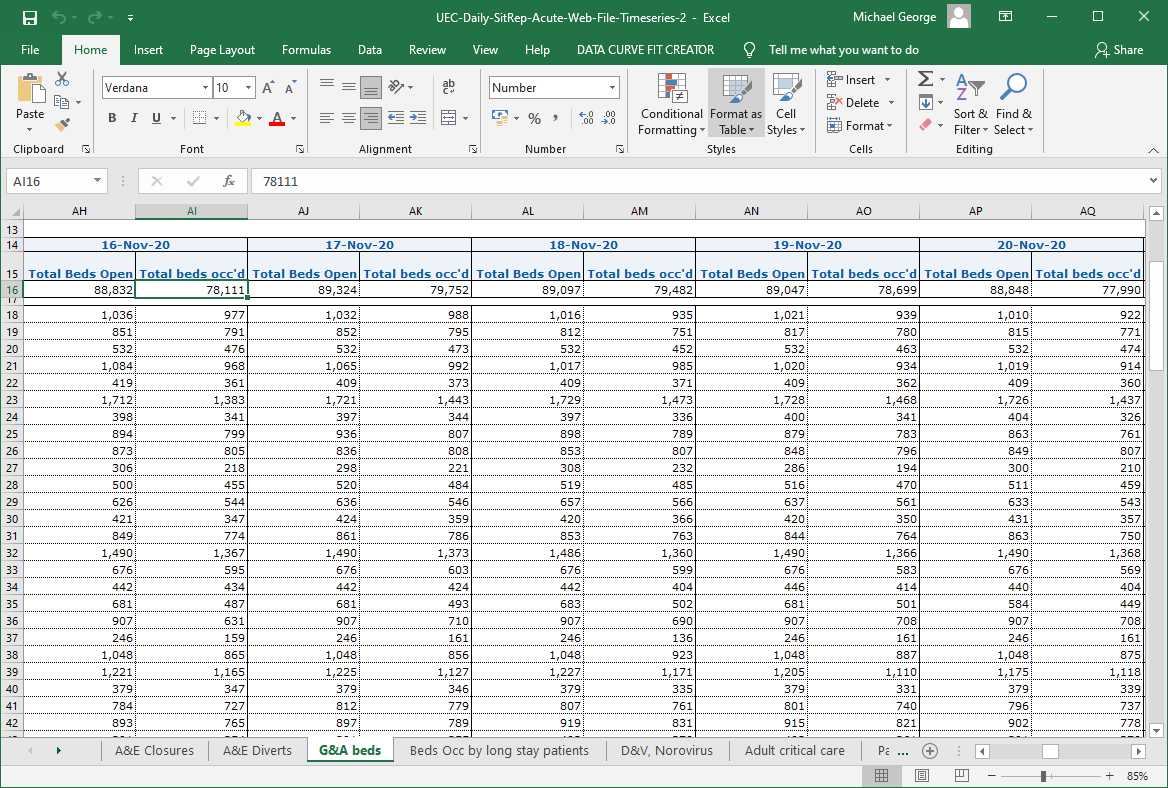 UEC-Daily-SitRep-Acute-Web-File-Timeseries-2 - Excel Michael George
File Home Insert Page Layout Formulas Data Review View Help DATA CURVE FIT CREATOR Tell me what you want to do Share
Verdana 10 ab Number Insert
Paste B I U % Conditional Format as Cell Delete Sort & Find &
Formatting Table Styles Format Filter Select
Clipboard Font Alignment Number Styles Cells Editing
AI16 fx 78111
AH AI AJ AK AL AM AN AO AP AQ
13
14 16-Nov-20 17-Nov-20 18-Nov-20 19-Nov-20 20-Nov-20
15 Total Beds Open Total beds occ'd Total Beds Open Total beds occ'd Total Beds Open Total beds occ'd Total Beds Open Total beds occ'd Total Beds Open Total beds occ'd
16 88,832 78,111 89,324 79,752 89,097 79,482 89,047 78,699 88,848 77,990
17
18 1,036 977 1,032 988 1,016 935 1,021 939 1,010 922
19 851 791 852 795 812 751 817 780 815 771
20 532 476 532 473 532 452 532 463 532 474
21 1,084 968 1,065 992 1,017 985 1,020 934 1,019 914
22 419 361 409 373 409 371 409 362 409 360
23 1,712 1,383 1,721 1,443 1,729 1,473 1,728 1,468 1,726 1,437
24 398 341 397 344 397 336 400 341 404 326
25 894 799 936 807 898 789 879 783 863 761
26 873 805 836 808 853 807 848 796 849 807
27 306 218 298 221 308 232 286 194 300 210
28 500 455 520 484 519 485 516 470 511 459
29 626 544 636 546 657 566 637 561 633 543
30 421 347 424 359 420 366 420 350 431 357
31 849 774 861 786 853 763 844 764 863 750
32 1,490 1,367 1,490 1,373 1,486 1,360 1,490 1,366 1,490 1,368
33 676 595 676 603 676 599 676 583 676 569
34 442 434 442 424 442 404 446 414 440 404
35 681 487 681 493 683 502 681 501 584 449
36 907 631 907 710 907 690 907 708 907 708
37 246 159 246 161 246 136 246 161 246 161
38 1,048 865 1,048 856 1,048 923 1,048 887 1,048 875
39 1,221 1,165 1,225 1,127 1,227 1,171 1,205 1,110 1,175 1,118
40 379 347 379 346 379 335 379 331 379 339
41 784 727 812 779 807 761 801 740 796 737
42 893 765 897 789 919 831 915 821 902 778
A&E Closures A&E Diverts G&A beds Beds Occ by long stay patients D&V, Norovirus Adult critical care Pa ...
85%